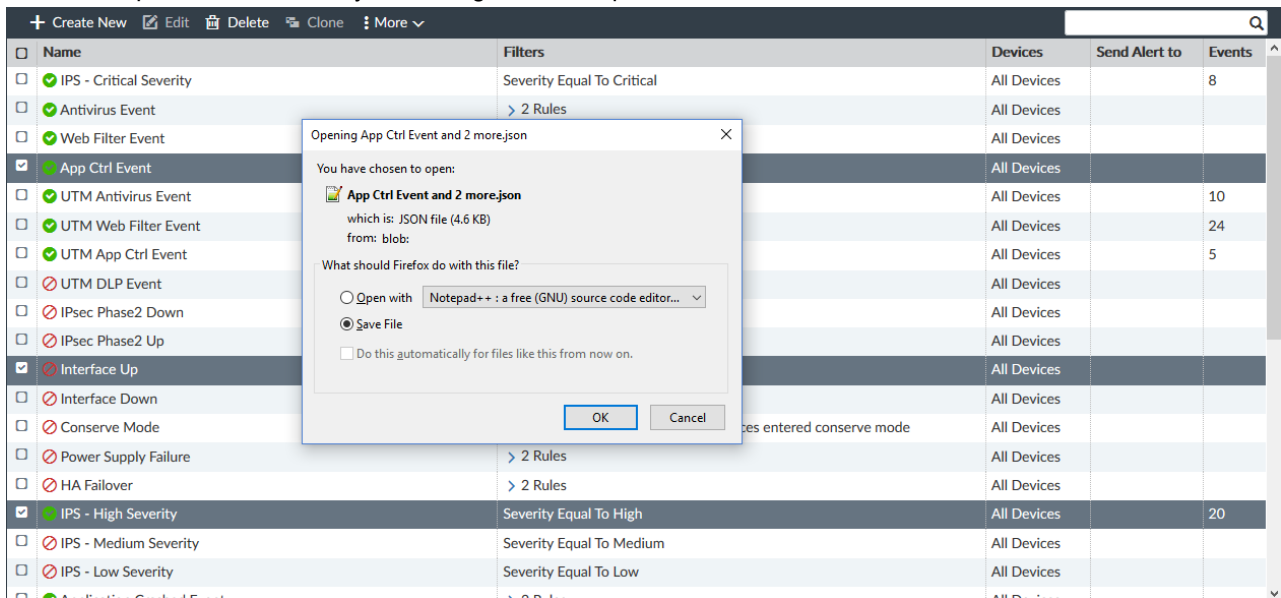 Create New Edit Delete Clone More
Name Filters Devices Send Alert to Events
IPS - Critical Severity Severity Equal To Critical All Devices 8
Antivirus Event > 2 Rules All Devices
Web Filter Event All Devices
App Ctrl Event All Devices
UTM Antivirus Event All Devices 10
UTM Web Filter Event All Devices 24
UTM App Ctrl Event All Devices 5
UTM DLP Event All Devices
IPsec Phase2 Down All Devices
IPsec Phase2 Up All Devices
Interface Up All Devices
Interface Down All Devices
Conserve Mode entered conserve mode All Devices
Power Supply Failure > 2 Rules All Devices
HA Failover > 2 Rules All Devices
IPS - High Severity Severity Equal To High All Devices 20
IPS - Medium Severity Severity Equal To Medium All Devices
IPS - Low Severity Severity Equal To Low All Devices
Opening App Ctrl Event and 2 more.json
You have chosen to open:
App Ctrl Event and 2 more.json
which is: JSON file (4.6 KB)
from: blob:
What should Firefox do with this file?
Open with Notepad++ : a free (GNU) source code editor...
Save File
Do this automatically for files like this from now on.
OK Cancel